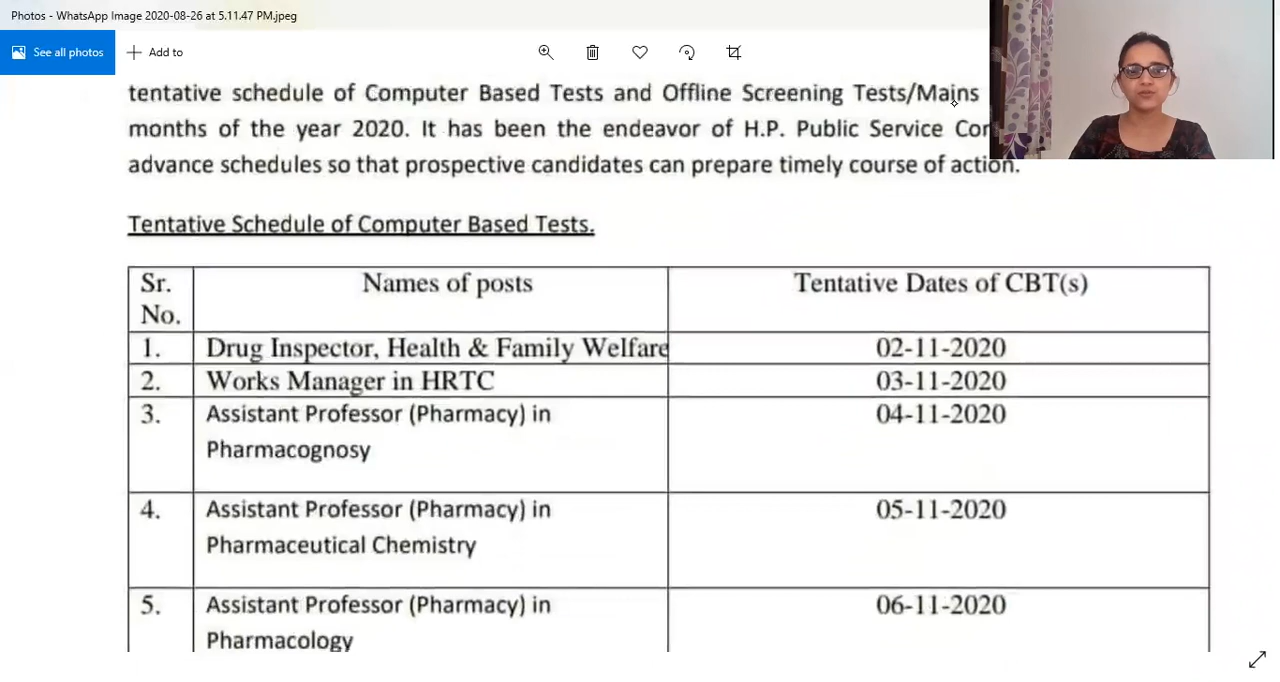 Photos - WhatsApp Image 2020-08-26 at 5.11.47 PM.jpeg
See all photos
Add to
tentative schedule of Computer Based Tests and Offline Screening Tests/Mains
months of the year 2020. It has been the endeavor of H.P. Public Service
advance schedules so that prospective candidates can prepare timely course of action.
Tentative Schedule of Computer Based Tests.
Sr. No. Names of posts Tentative Dates of CBT(s)
1. Drug Inspector, Health & Family Welfare 02-11-2020
2. Works Manager in HRTC 03-11-2020
3. Assistant Professor (Pharmacy) in 04-11-2020
Pharmacognosy
4. Assistant Professor (Pharmacy) in 05-11-2020
Pharmaceutical Chemistry
5. Assistant Professor (Pharmacy) in 06-11-2020
Pharmacology